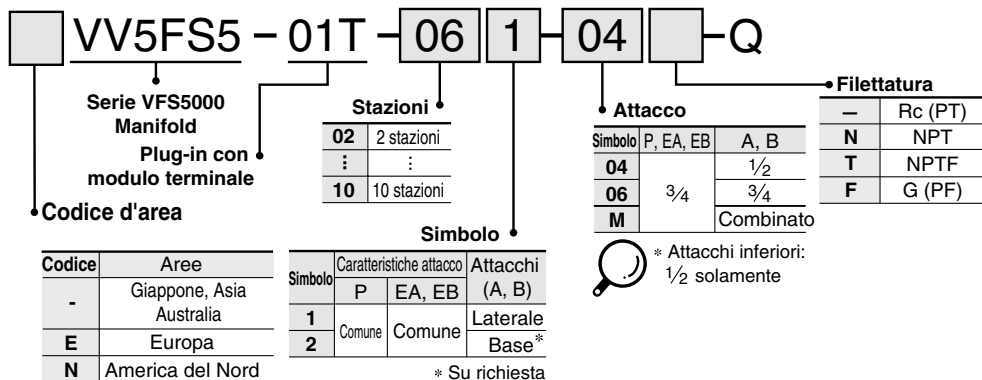 VV5FS5 – 01T – 06 1 – 04 –Q
Serie VFS5000
Manifold
Plug-in con
modulo terminale
Codice d'area
Codice Aree
- Giappone, Asia
Australia
E Europa
N America del Nord
Stazioni
02 2 stazioni
⋮ ⋮
10 10 stazioni
Simbolo
Simbolo Caratteristiche attacco Attacchi
P EA, EB (A, B)
1 Comune Comune Laterale
2 Base*
* Su richiesta
Attacco
Simbolo P, EA, EB A, B
04 3/4 1/2
06 3/4
M Combinato
* Attacchi inferiori:
1/2 solamente
Filettatura
– Rc (PT)
N NPT
T NPTF
F G (PF)